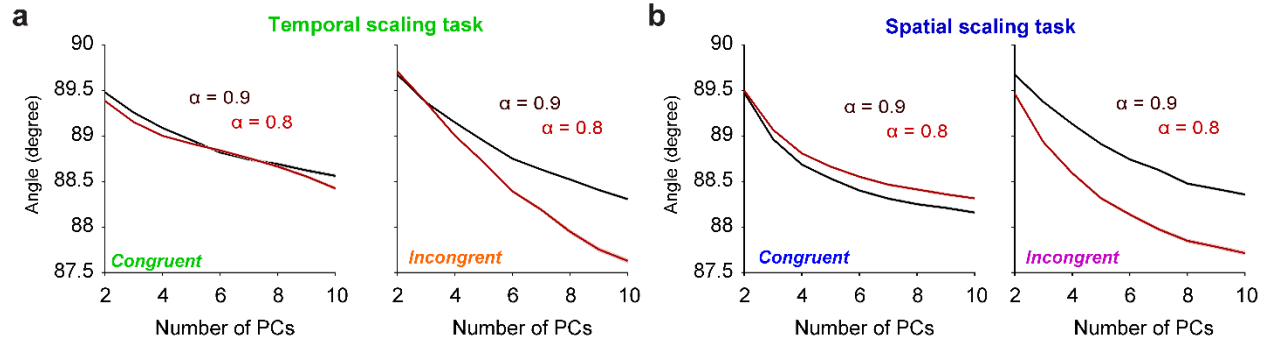 a
Temporal scaling task
b
Spatial scaling task
Angle (degree)
90
89.5
89
88.5
88
87.5
α = 0.9
α = 0.8
Congruent
2 4 6 8 10
Number of PCs
α = 0.9
α = 0.8
Incongrent
2 4 6 8 10
Number of PCs
Angle (degree)
90
89.5
89
88.5
88
87.5
α = 0.9
α = 0.8
Congruent
2 4 6 8 10
Number of PCs
α = 0.9
α = 0.8
Incongrent
2 4 6 8 10
Number of PCs